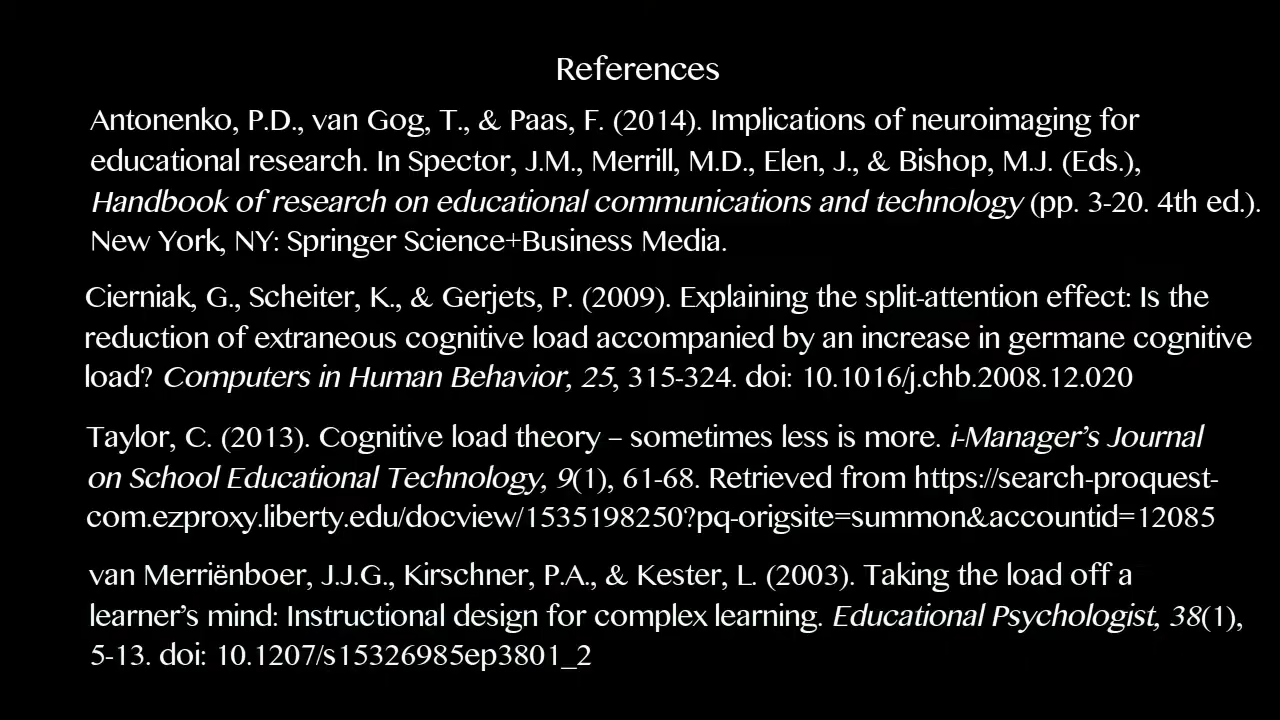 References
Antonenko, P.D., van Gog, T., & Paas, F. (2014). Implications of neuroimaging for
educational research. In Spector, J.M., Merrill, M.D., Elen, J., & Bishop, M.J. (Eds.),
Handbook of research on educational communications and technology (pp. 3-20. 4th ed.).
New York, NY: Springer Science+Business Media.
Cierniak, G., Scheiter, K., & Gerjets, P. (2009). Explaining the split-attention effect: Is the
reduction of extraneous cognitive load accompanied by an increase in germane cognitive
load? Computers in Human Behavior, 25, 315-324. doi: 10.1016/j.chb.2008.12.020
Taylor, C. (2013). Cognitive load theory – sometimes less is more. i-Manager’s Journal
on School Educational Technology, 9(1), 61-68. Retrieved from https://search-proquest-
com.ezproxy.liberty.edu/docview/1535198250?pq-origsite=summon&accountid=12085
van Merriënboer, J.J.G., Kirschner, P.A., & Kester, L. (2003). Taking the load off a
learner’s mind: Instructional design for complex learning. Educational Psychologist, 38(1),
5-13. doi: 10.1207/s15326985ep3801_2